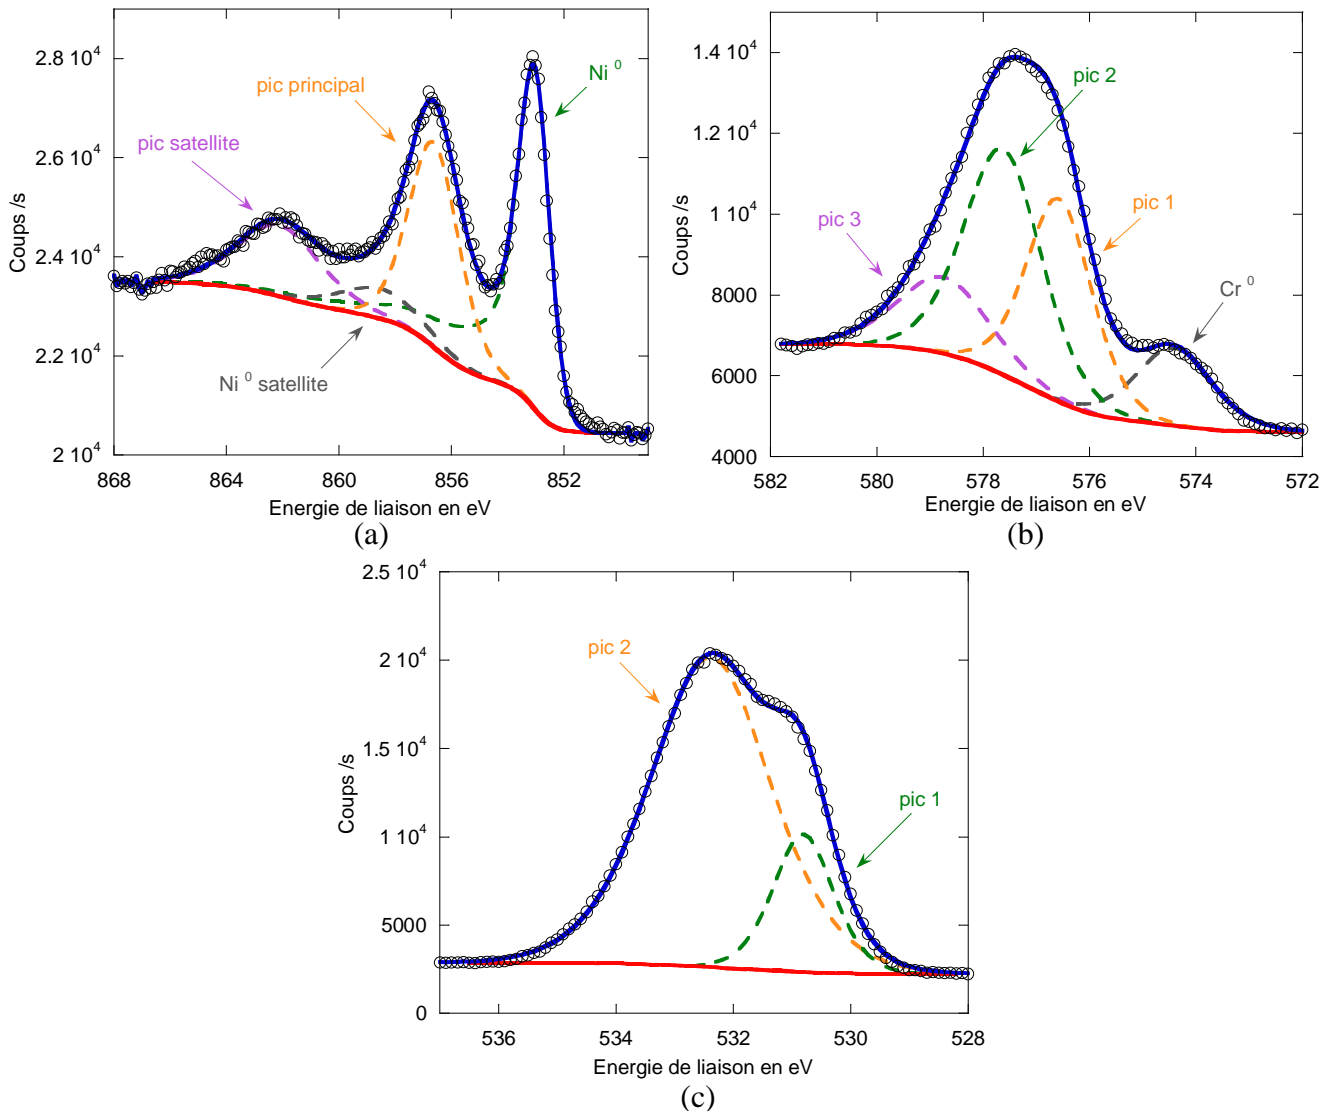 2.8 10⁴
2.6 10⁴
2.4 10⁴
2.2 10⁴
2 10⁴
Coups /s
868
864
860
856
852
Energie de liaison en eV
pic satellite
pic principal
Ni ⁰
Ni ⁰ satellite
(a)
1.4 10⁴
1.2 10⁴
1 10⁴
8000
6000
4000
Coups /s
582
580
578
576
574
572
Energie de liaison en eV
pic 3
pic 2
pic 1
Cr ⁰
(b)
2.5 10⁴
2 10⁴
1.5 10⁴
1 10⁴
5000
0
Coups /s
536
534
532
530
528
Energie de liaison en eV
pic 2
pic 1
(c)